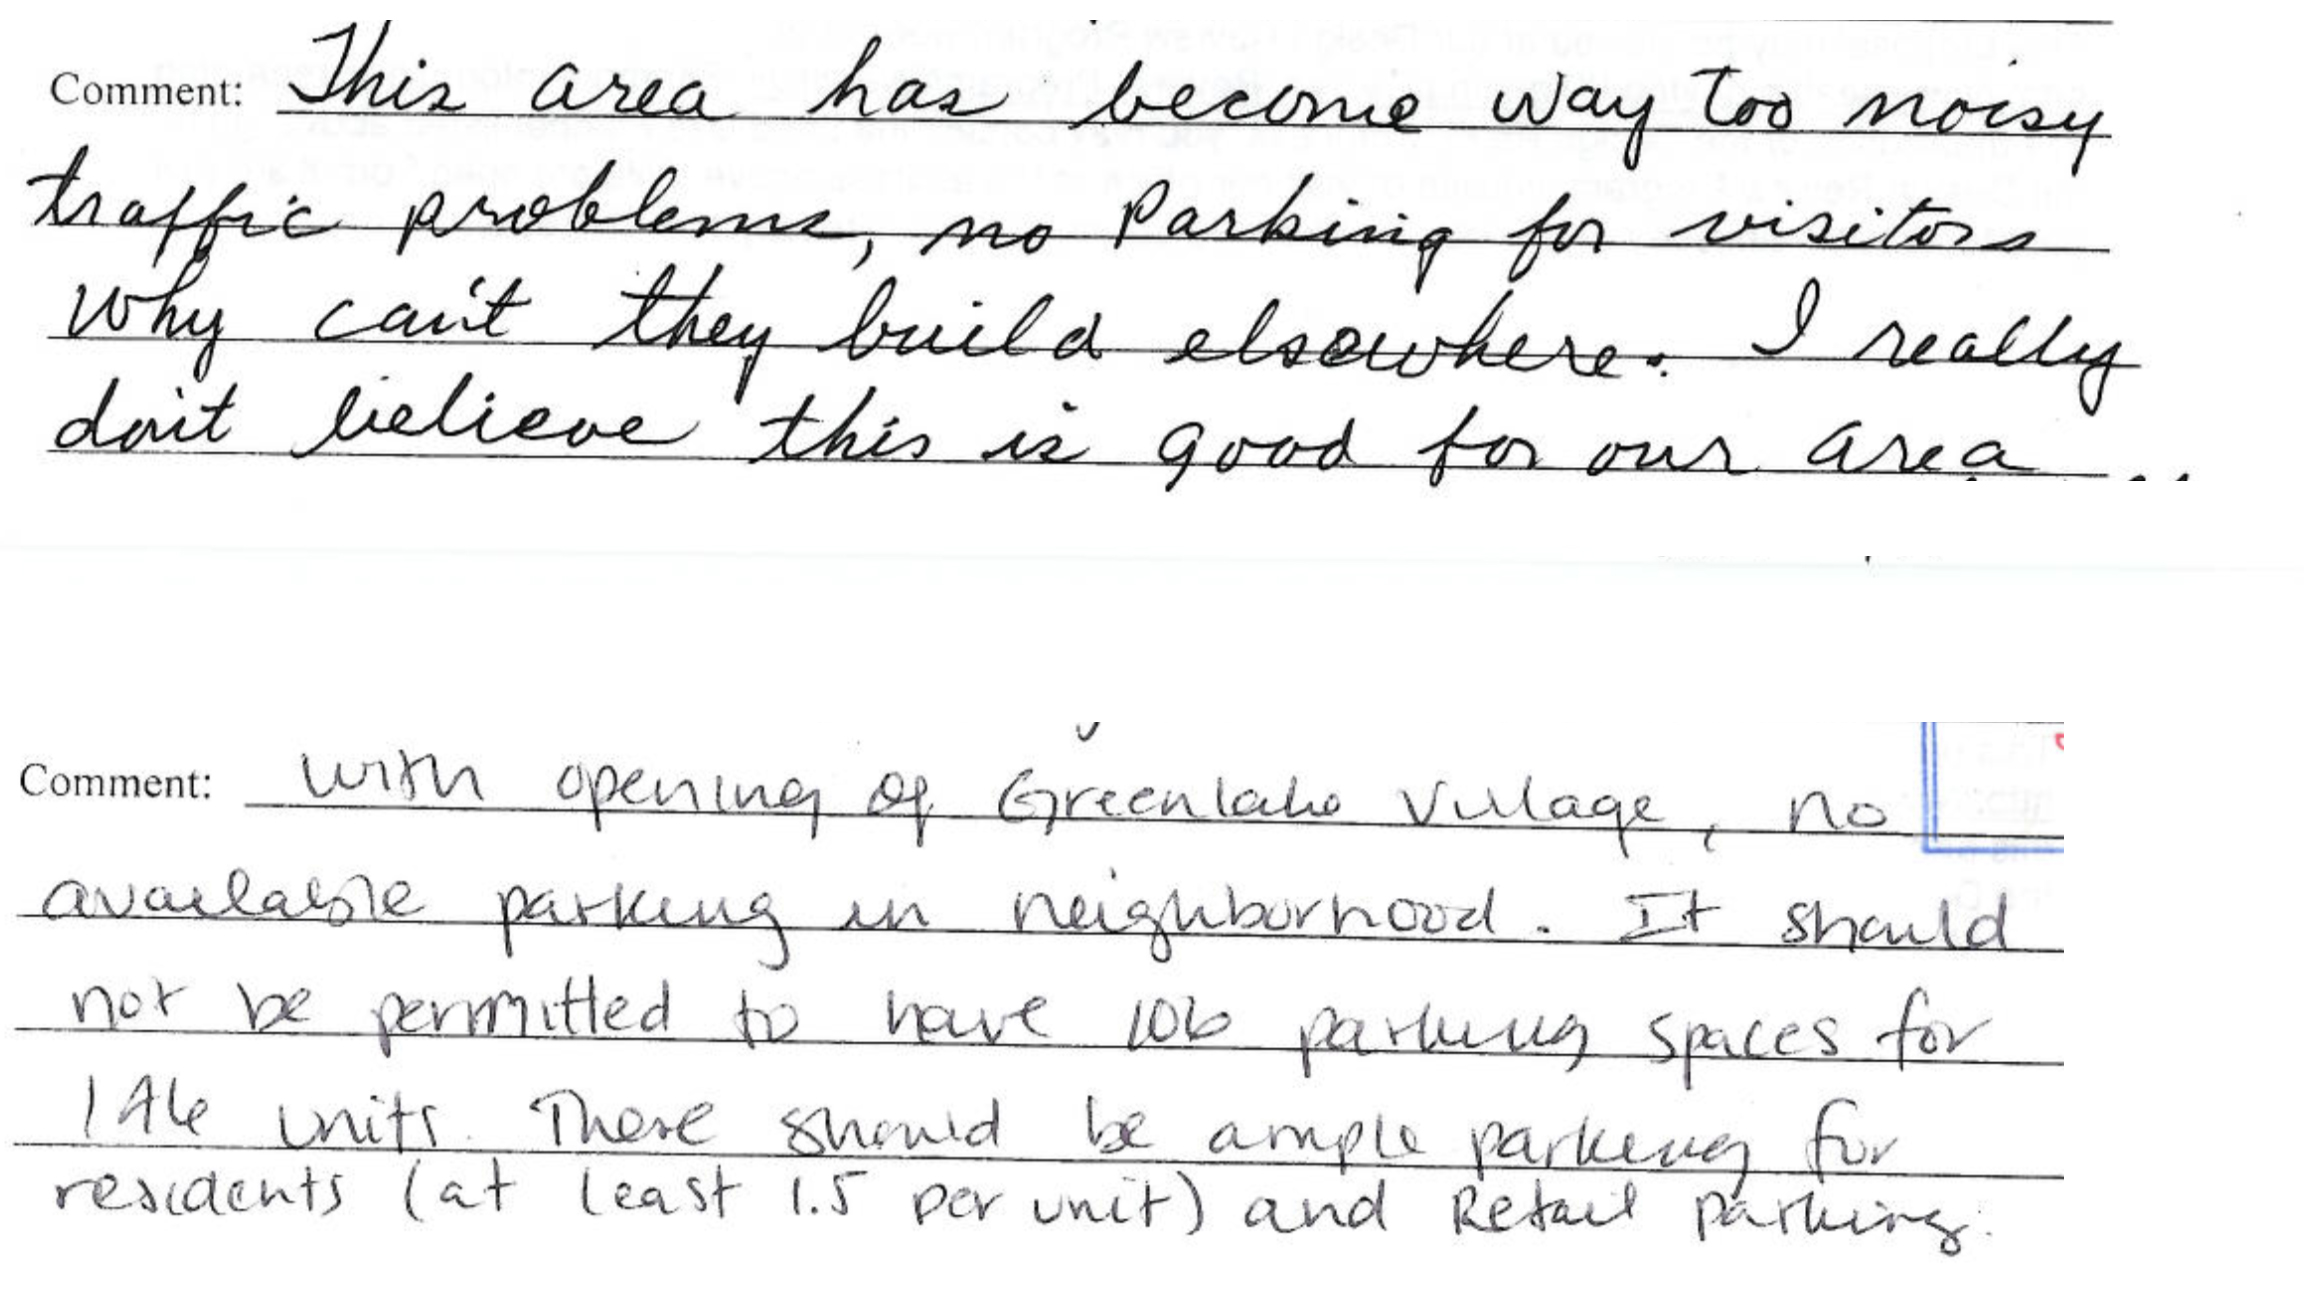 Comment: This area has become way too noisy
traffic problems, no Parking for visitors
Why can't they build elsewhere. I really
don't believe this is good for our area
Comment: With opening of Greenlake Village, no
available parking in neighborhood. It should
not be permitted to have 106 parking spaces for
146 units. There should be ample parking for
residents (at least 1.5 per unit) and Retail parking.